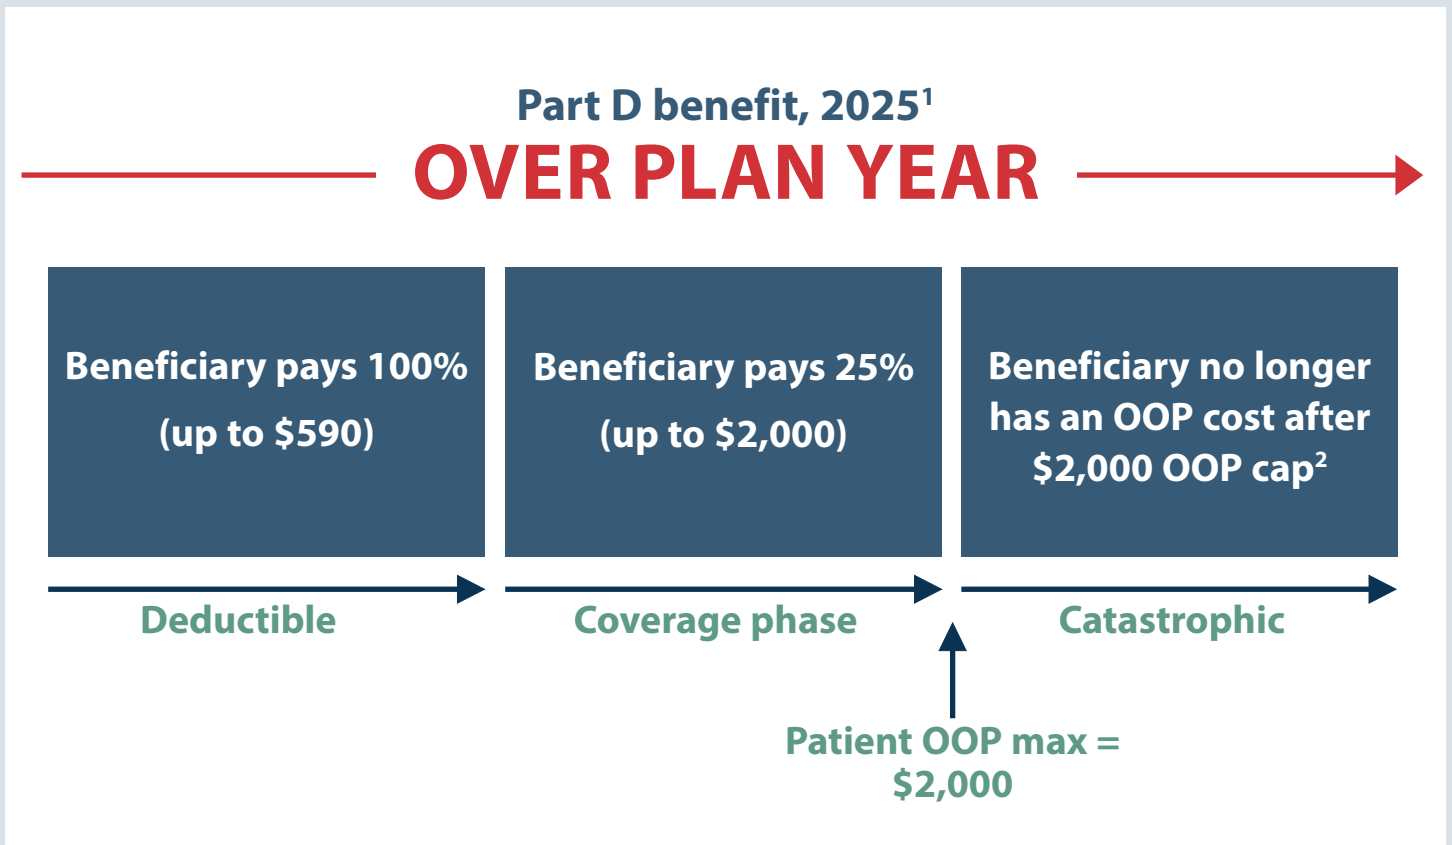 Part D benefit, 2025¹
OVER PLAN YEAR
Beneficiary pays 100%
(up to $590)
Beneficiary pays 25%
(up to $2,000)
Beneficiary no longer
has an OOP cost after
$2,000 OOP cap²
Deductible
Coverage phase
Catastrophic
Patient OOP max =
$2,000